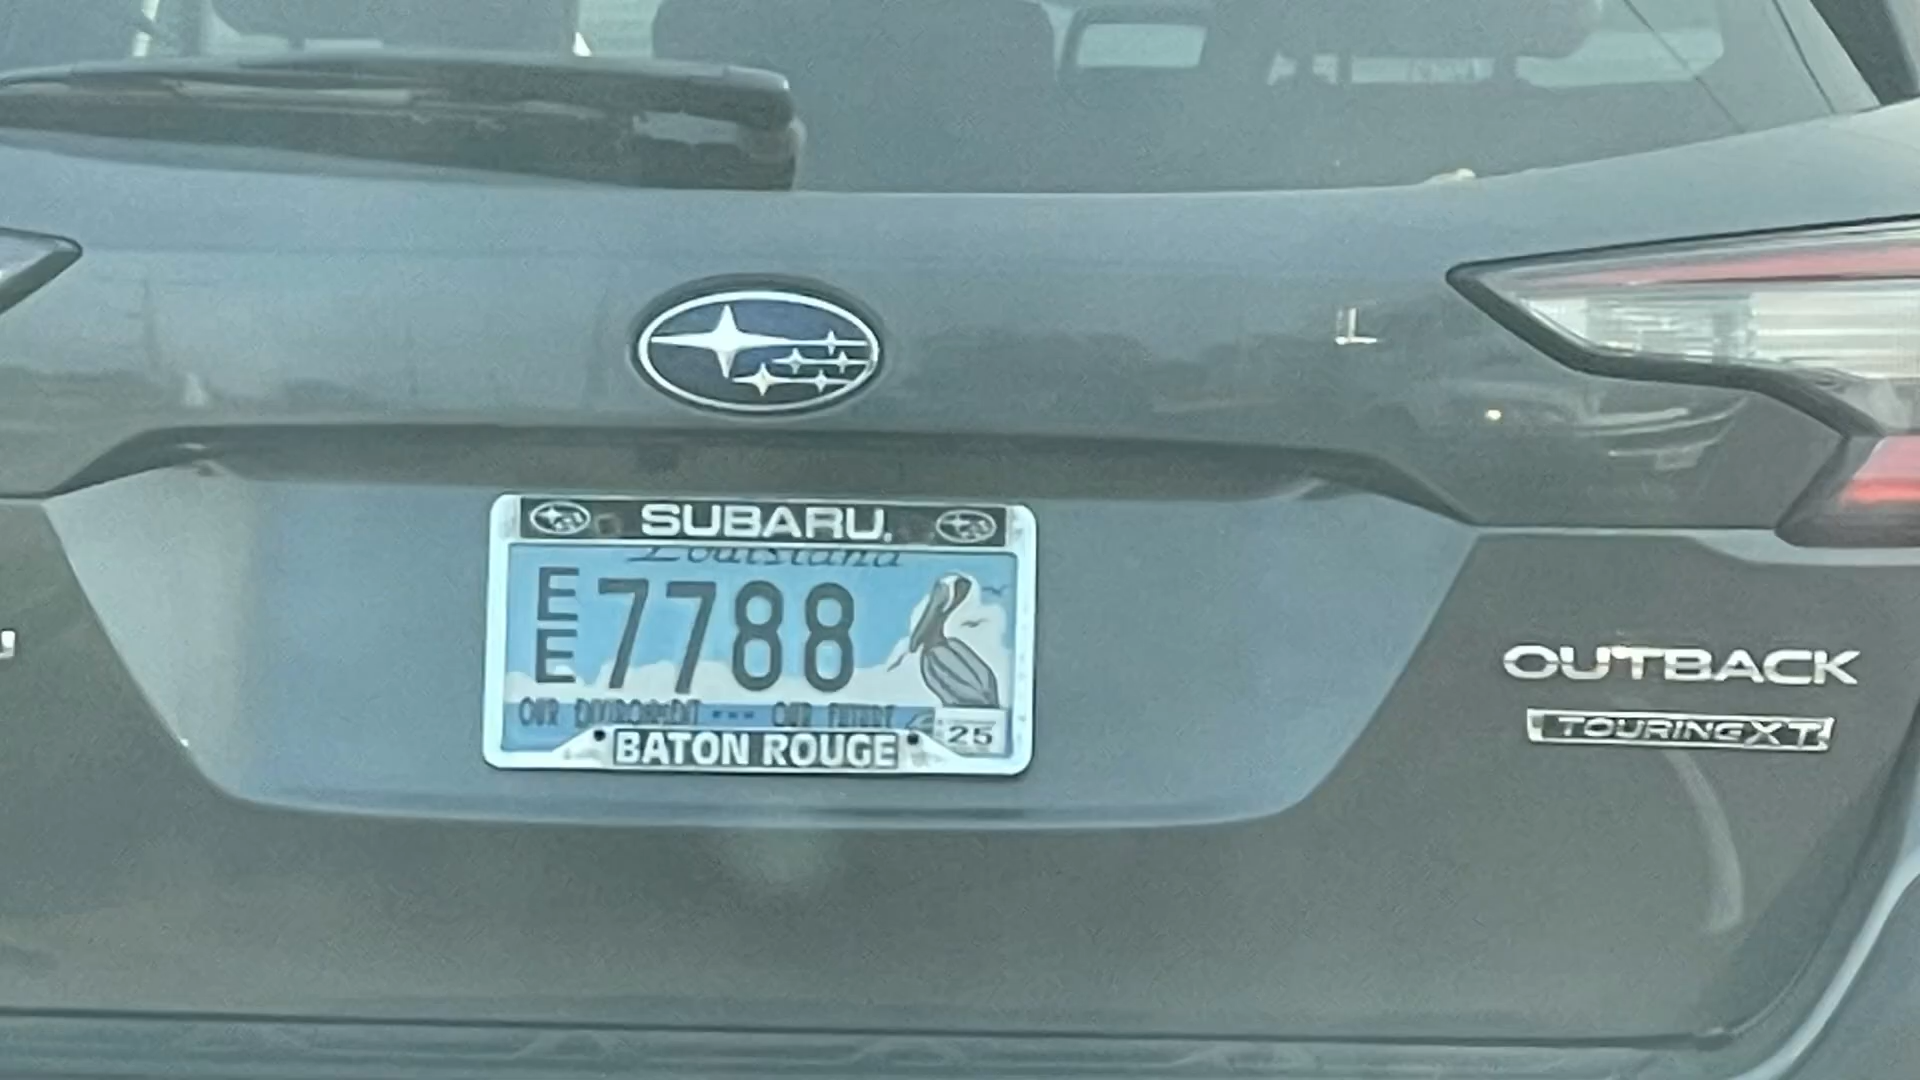 SUBARU
Louisiana
EE 7788
OUR ENVIRONMENT OUR FUTURE
25
BATON ROUGE
OUTBACK
TOURING XT